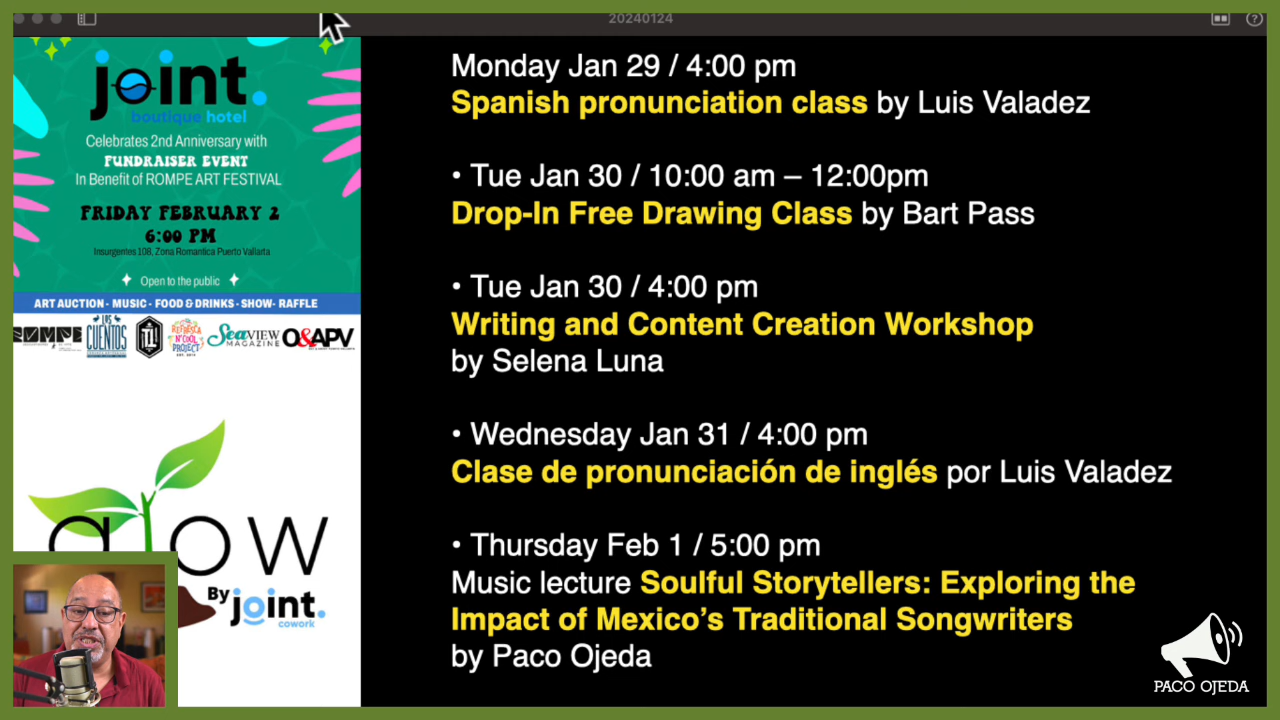 20240124
joint.
boutique hotel
Celebrates 2nd Anniversary with
FUNDRAISER EVENT
In Benefit of ROMPE ART FESTIVAL
FRIDAY FEBRUARY 2
6:00 PM
Insurgentes 108, Zona Romantica Puerto Vallarta
Open to the public
ART AUCTION · MUSIC · FOOD & DRINKS · SHOW · RAFFLE
ROMPE
LOS CUENTOS
REFRESCA N'COOL PROJECT
SeaVIEW MAGAZINE
O&APV
By joint.
cowork
Monday Jan 29 / 4:00 pm
Spanish pronunciation class by Luis Valadez
• Tue Jan 30 / 10:00 am – 12:00pm
Drop-In Free Drawing Class by Bart Pass
• Tue Jan 30 / 4:00 pm
Writing and Content Creation Workshop
by Selena Luna
• Wednesday Jan 31 / 4:00 pm
Clase de pronunciación de inglés por Luis Valadez
• Thursday Feb 1 / 5:00 pm
Music lecture Soulful Storytellers: Exploring the
Impact of Mexico's Traditional Songwriters
by Paco Ojeda
PACO OJEDA